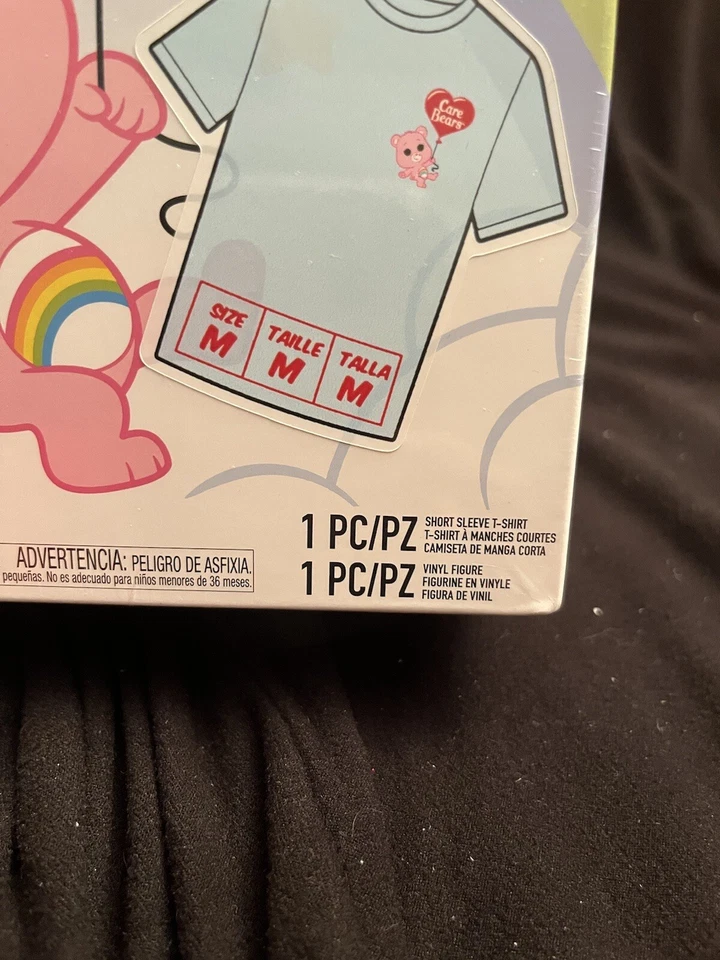 Care
Bears
SIZE
M
TAILLE
M
TALLA
M
1 PC/PZ
SHORT SLEEVE T-SHIRT
T-SHIRT À MANCHES COURTES
CAMISETA DE MANGA CORTA
1 PC/PZ
VINYL FIGURE
FIGURINE EN VINYLE
FIGURA DE VINIL
ADVERTENCIA: PELIGRO DE ASFIXIA.
pequeñas. No es adecuado para niños menores de 36 meses.